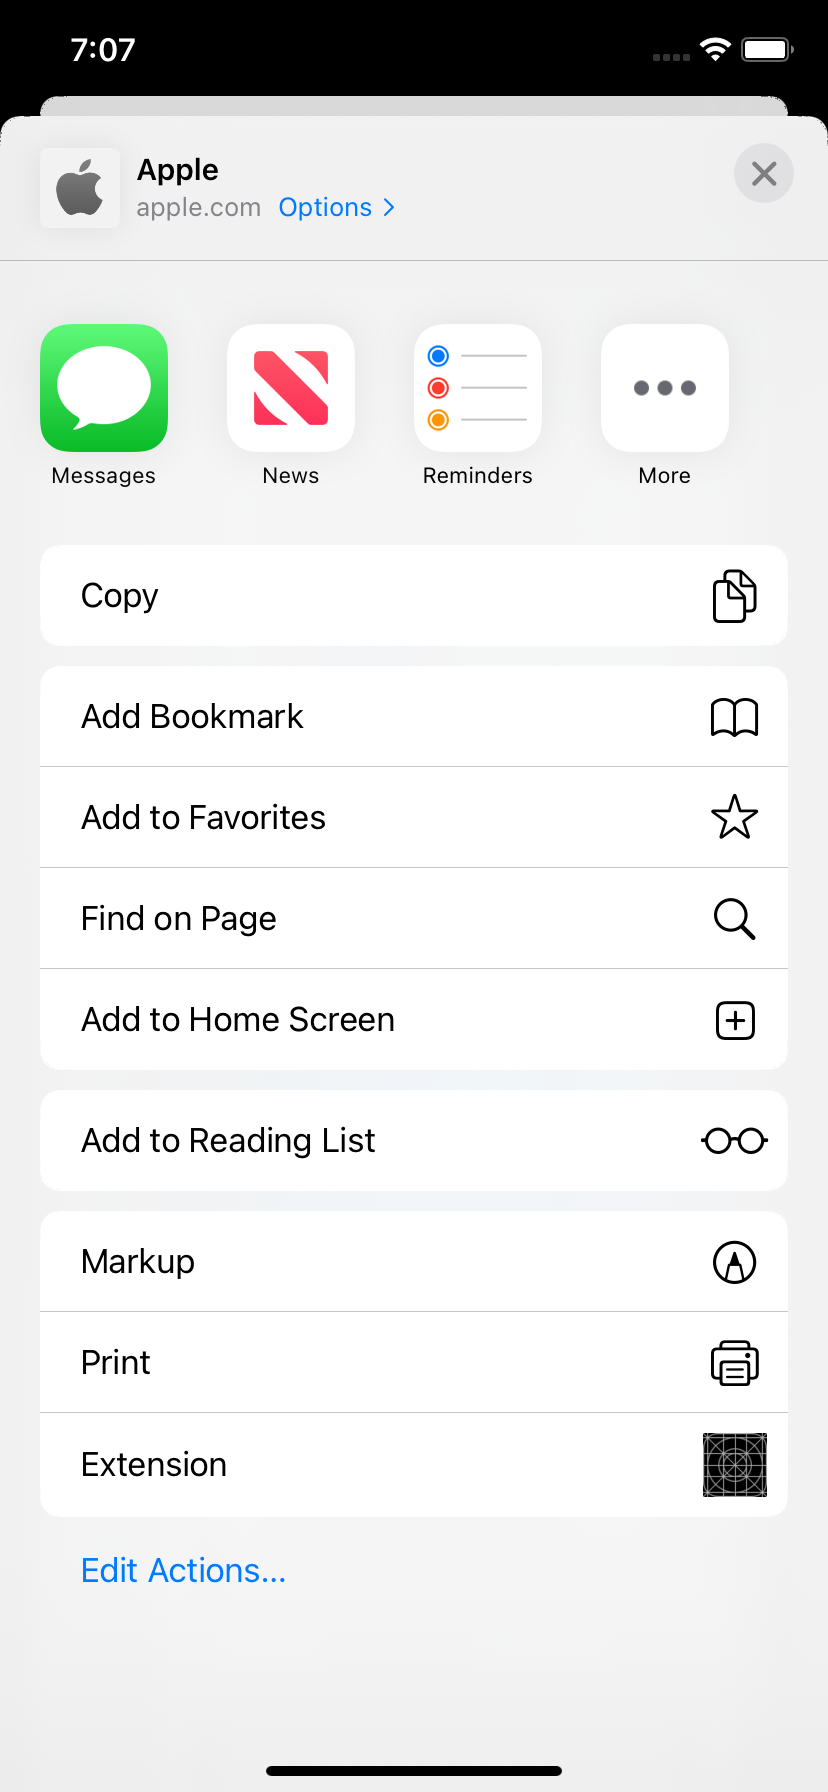 7:07
Apple
apple.com Options
Messages News Reminders More
Copy
Add Bookmark
Add to Favorites
Find on Page
Add to Home Screen
Add to Reading List
Markup
Print
Extension
Edit Actions...